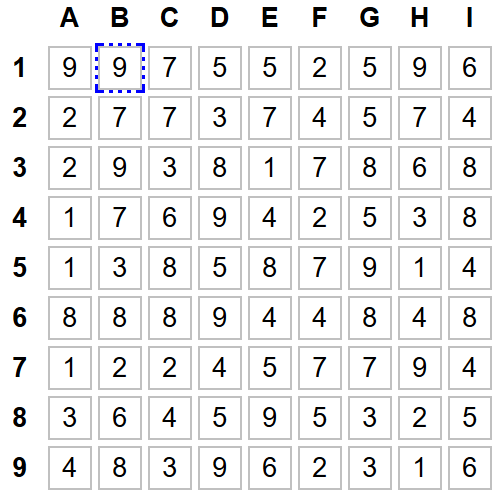 A B C D E F G H I
1 9 9 7 5 5 2 5 9 6
2 2 7 7 3 7 4 5 7 4
3 2 9 3 8 1 7 8 6 8
4 1 7 6 9 4 2 5 3 8
5 1 3 8 5 8 7 9 1 4
6 8 8 8 9 4 4 8 4 8
7 1 2 2 4 5 7 7 9 4
8 3 6 4 5 9 5 3 2 5
9 4 8 3 9 6 2 3 1 6